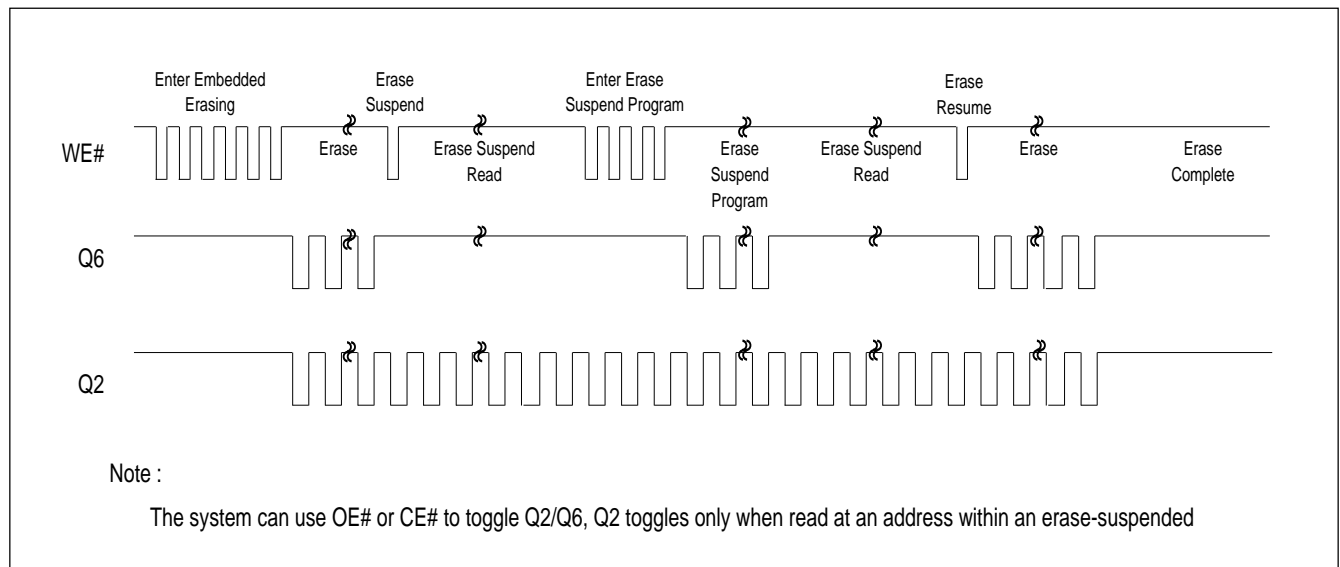 Enter Embedded
Erasing
Erase
Suspend
Enter Erase
Suspend Program
Erase
Resume
WE#
Erase
Erase Suspend
Read
Erase
Suspend
Program
Erase Suspend
Read
Erase
Erase
Complete
Q6
Q2
Note :
The system can use OE# or CE# to toggle Q2/Q6, Q2 toggles only when read at an address within an erase-suspended